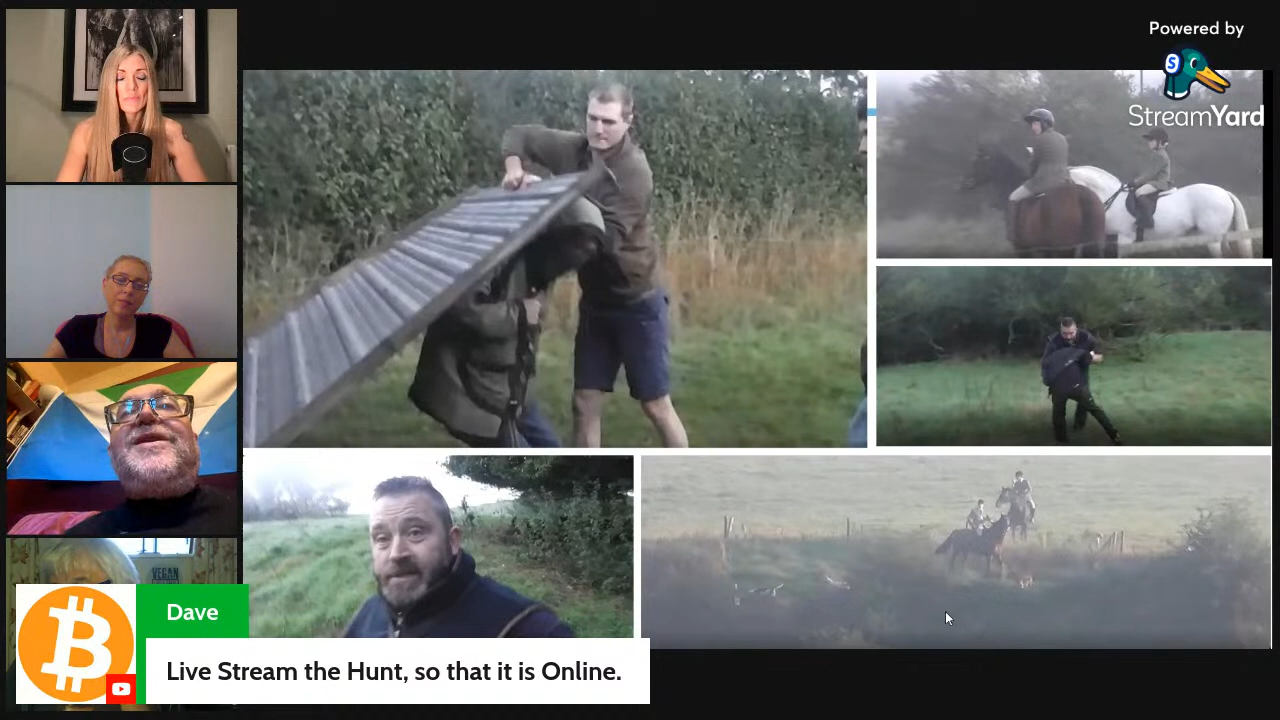 Powered by
S
StreamYard
VEGAN
Dave
Live Stream the Hunt, so that it is Online.